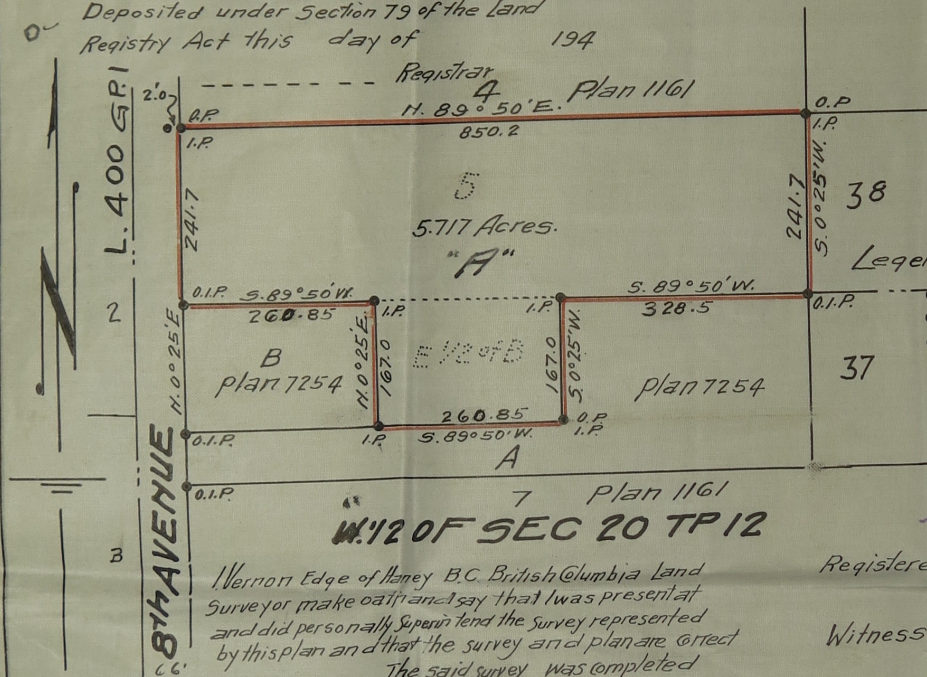 Deposited under Section 79 of the Land
Registry Act this day of 194
Registrar
4 Plan 1161
2.0
O.P
N. 89° 50' E.
O.P
I.P.
850.2
I.P.
L. 400 GP.1
241.7
5
5.717 Acres.
"A"
241.7
S. 0° 25' W.
38
O.I.P. S. 89° 50' W.
260.85
I.P.
I.P.
S. 89° 50' W.
328.5
O.I.P.
2
N. 0° 25' E.
B
Plan 7254
N. 0° 25' E.
167.0
E 1/2 of B
167.0
S. 0° 25' W.
Plan 7254
37
O.I.P.
I.P.
260.85
S. 89° 50' W.
O.P.
I.P.
A
O.I.P.
7 Plan 1161
W. 1/2 OF SEC 20 TP 12
8th AVENUE
66'
B
I Vernon Edge of Haney B.C. British Columbia Land
Surveyor make oath and say that I was present at
and did personally Superintend the Survey represented
by this plan and that the survey and plan are correct
The said survey was completed
Witness